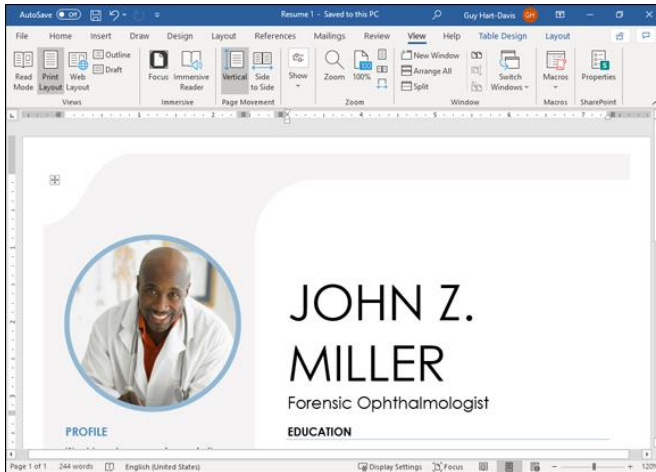 AutoSave Off Resume 1 - Saved to this PC Guy Hart-Davis GH
File Home Insert Draw Design Layout References Mailings Review View Help Table Design Layout
Read Mode Print Layout Web Layout Outline Draft Focus Immersive Reader Vertical Side to Side Show Zoom 100% New Window Arrange All Split Switch Windows Macros Properties
Views Immersive Page Movement Zoom Window Macros SharePoint
JOHN Z.
MILLER
Forensic Ophthalmologist
PROFILE EDUCATION
Page 1 of 1 244 words English (United States) Display Settings Focus 120%